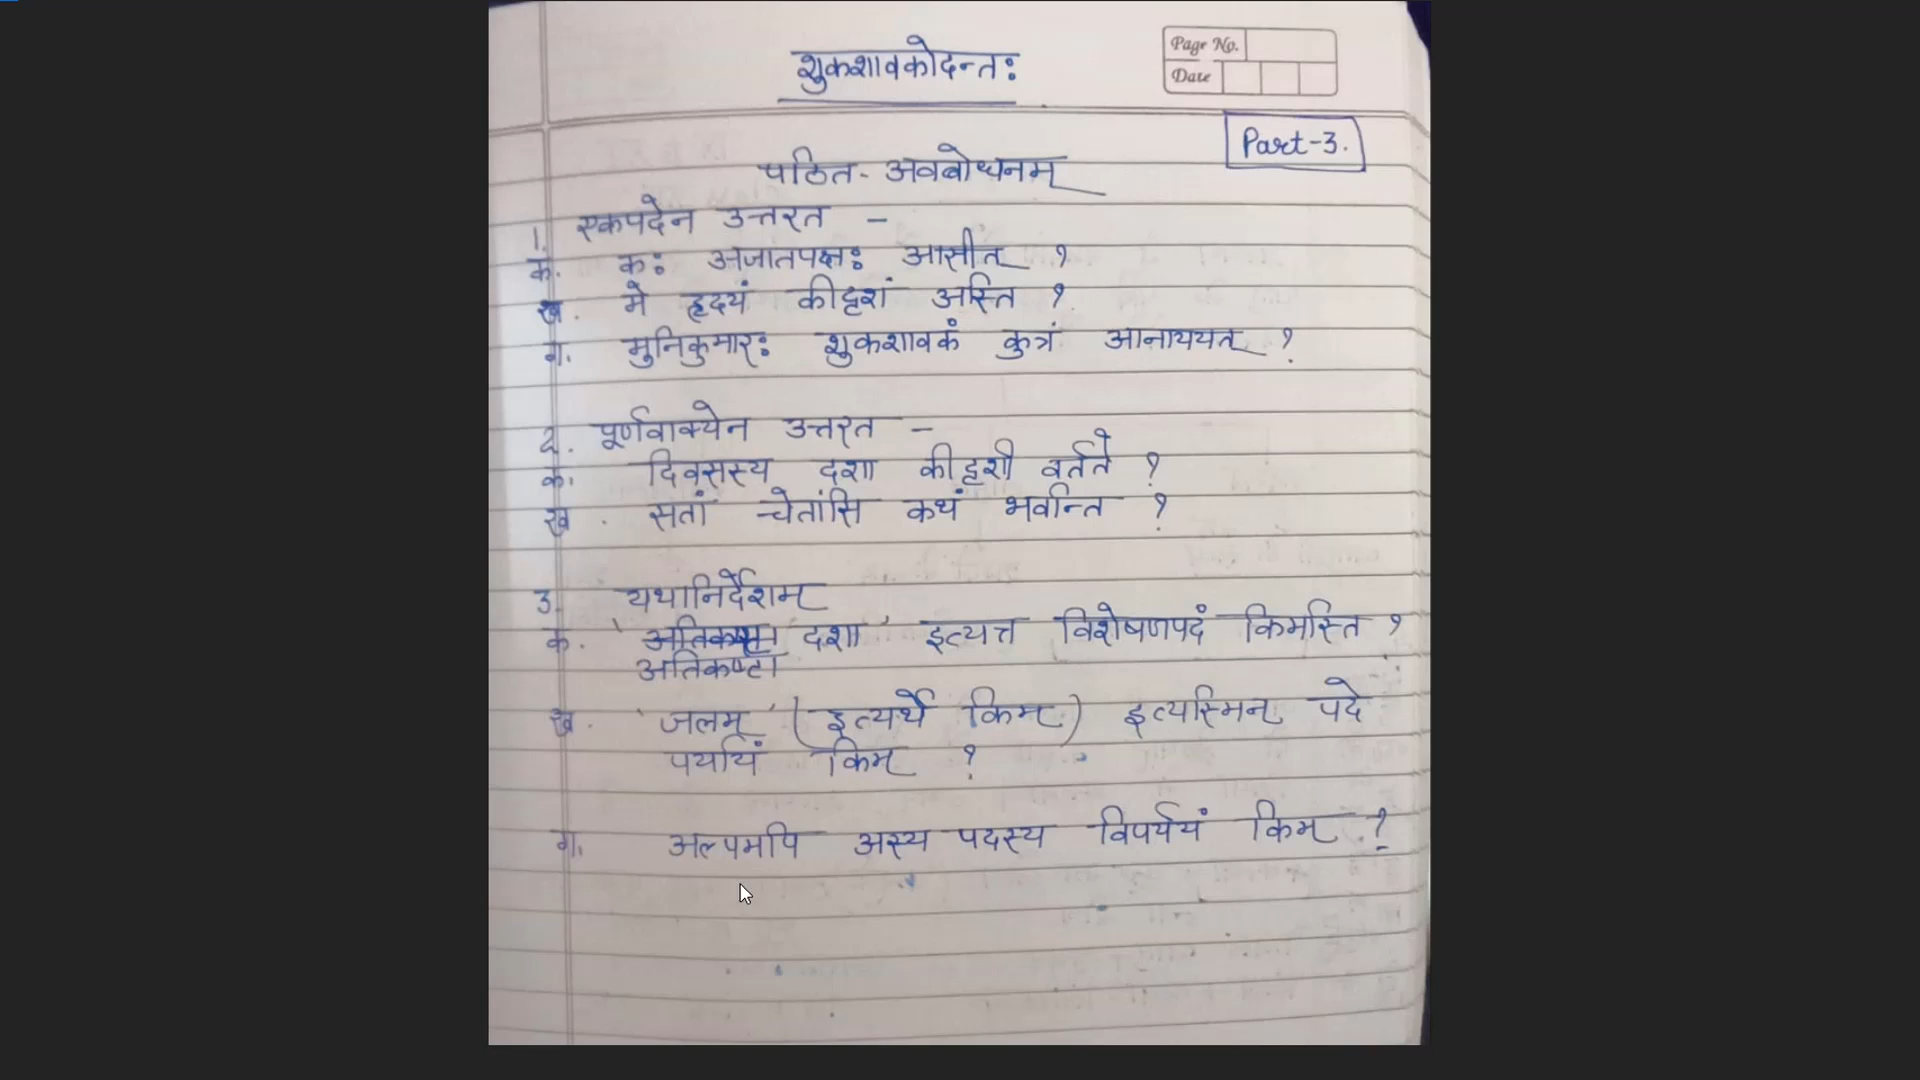 शुकशावकोदन्तः
Page No.
Date
Part-3.
पठित- अवबोधनम्
1. एकपदेन उत्तरत -
क. कः अजातपक्षः आसीत् ?
ख. मे हृदयं कीदृशं अस्ति ?
ग. मुनिकुमारः शुकशावकं कुत्रं आनाययत् ?
2. पूर्णवाक्येन उत्तरत -
क. दिवसस्य दशा कीदृशी वर्तते ?
ख. सतां चेतांसि कथं भवन्ति ?
3. यथानिर्देशम्
क. ' दशा ' इत्यत्त विशेषणपदं किमस्ति ?
अतिकष्टा
ख. 'जलम्' (इत्यर्थे किम्) इत्यस्मिन् पदे
पर्यायं किम् ?
ग. अल्पमपि अस्य पदस्य विपर्ययं किम् ?